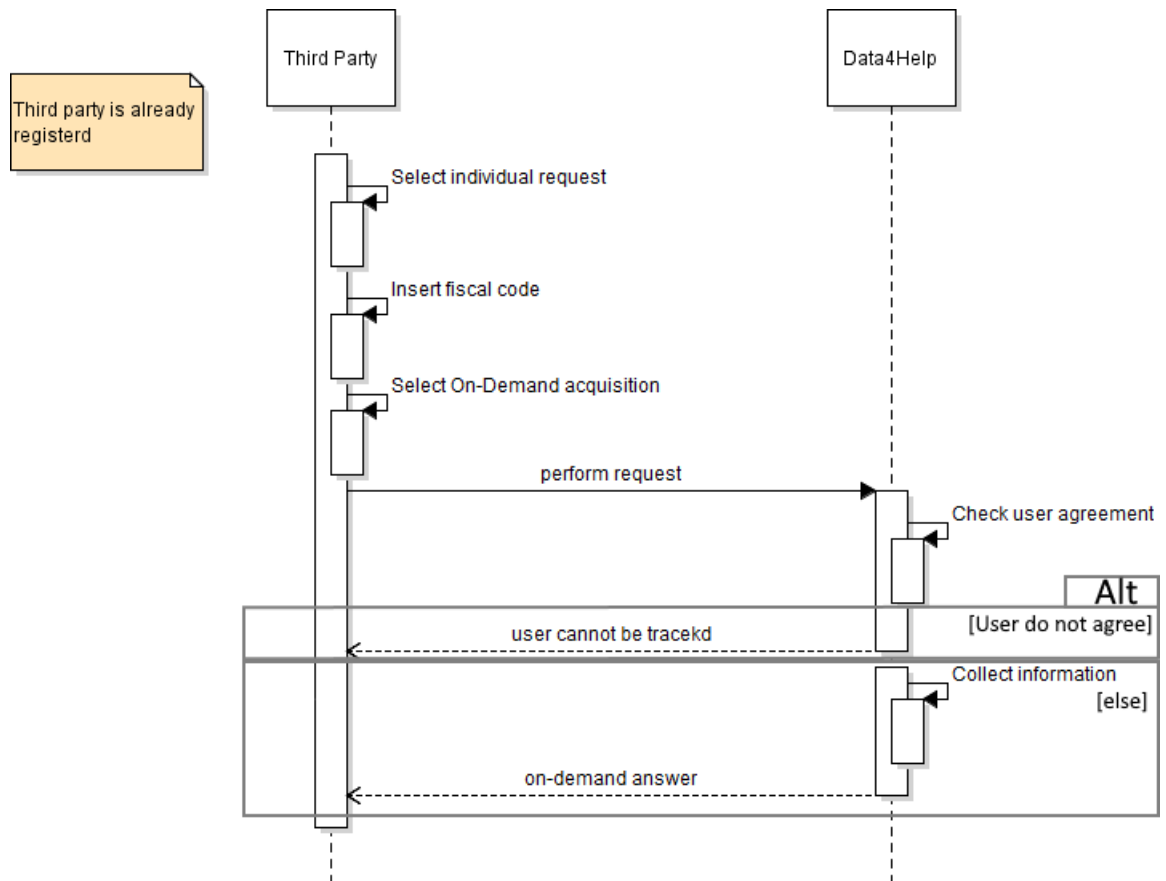 Third Party
Data4Help
Third party is already
registerd
Select individual request
Insert fiscal code
Select On-Demand acquisition
perform request
Check user agreement
Alt
[User do not agree]
user cannot be tracekd
Collect information
[else]
on-demand answer